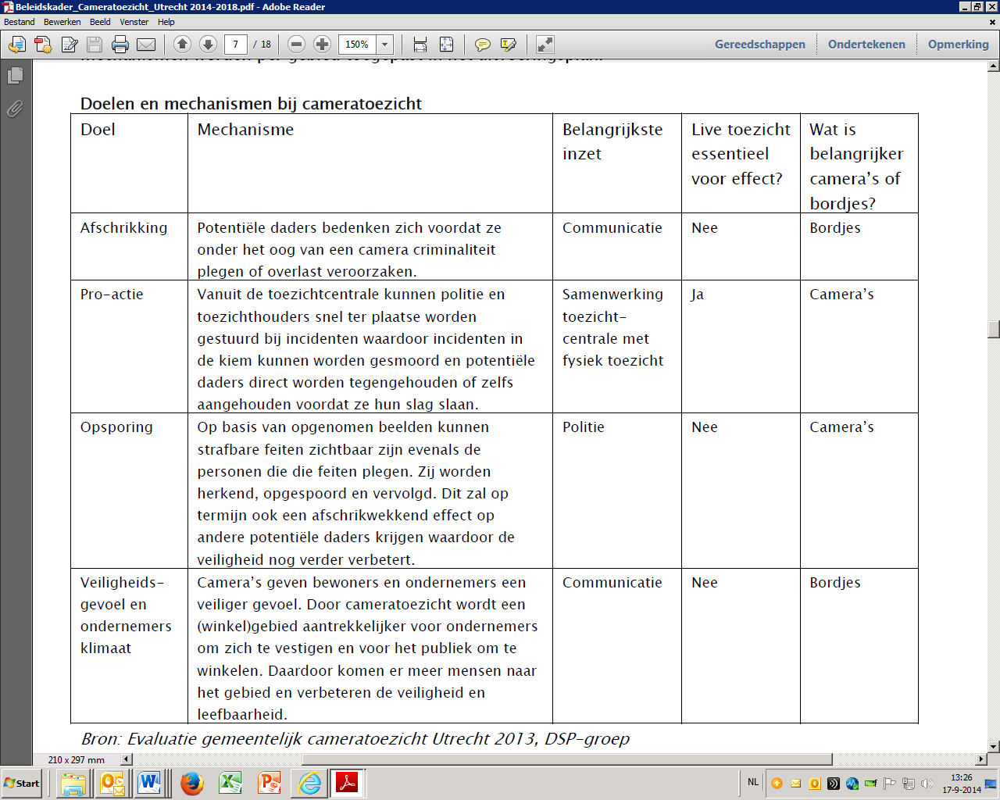 Beleidskader_Cameratoezicht_Utrecht 2014-2018.pdf - Adobe Reader
Bestand Bewerken Beeld Venster Help
7 / 18 150% Gereedschappen Ondertekenen Opmerking
Doelen en mechanismen bij cameratoezicht
Doel
Mechanisme
Belangrijkste
inzet
Live toezicht
essentieel
voor effect?
Wat is
belangrijker
camera's of
bordjes?
Afschrikking
Potentiële daders bedenken zich voordat ze
onder het oog van een camera criminaliteit
plegen of overlast veroorzaken.
Communicatie
Nee
Bordjes
Pro-actie
Vanuit de toezichtcentrale kunnen politie en
toezichthouders snel ter plaatse worden
gestuurd bij incidenten waardoor incidenten in
de kiem kunnen worden gesmoord en potentiële
daders direct worden tegengehouden of zelfs
aangehouden voordat ze hun slag slaan.
Samenwerking
toezicht-
centrale met
fysiek toezicht
Ja
Camera's
Opsporing
Op basis van opgenomen beelden kunnen
strafbare feiten zichtbaar zijn evenals de
personen die die feiten plegen. Zij worden
herkend, opgespoord en vervolgd. Dit zal op
termijn ook een afschrikwekkend effect op
andere potentiële daders krijgen waardoor de
veiligheid nog verder verbetert.
Politie
Nee
Camera's
Veiligheids-
gevoel en
ondernemers
klimaat
Camera's geven bewoners en ondernemers een
veiliger gevoel. Door cameratoezicht wordt een
(winkel)gebied aantrekkelijker voor ondernemers
om zich te vestigen en voor het publiek om te
winkelen. Daardoor komen er meer mensen naar
het gebied en verbeteren de veiligheid en
leefbaarheid.
Communicatie
Nee
Bordjes
Bron: Evaluatie gemeentelijk cameratoezicht Utrecht 2013, DSP-groep
210 x 297 mm
Start
NL
13:26
17-9-2014